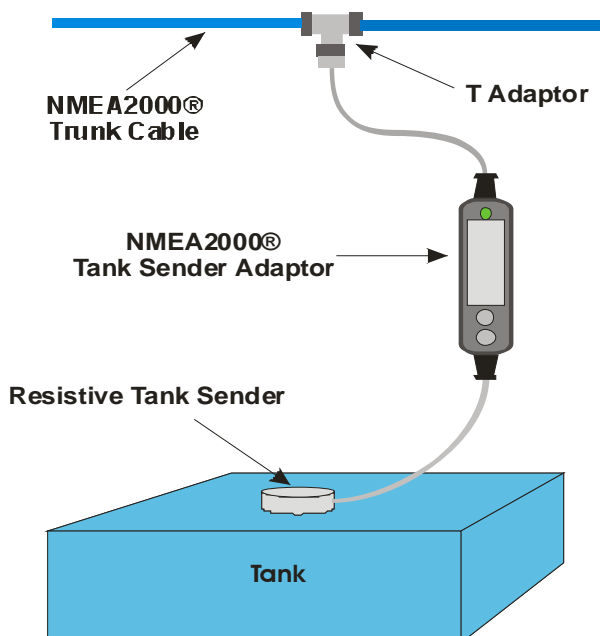 T Adaptor
NMEA2000®
Trunk Cable
NMEA2000®
Tank Sender Adaptor
Resistive Tank Sender
Tank